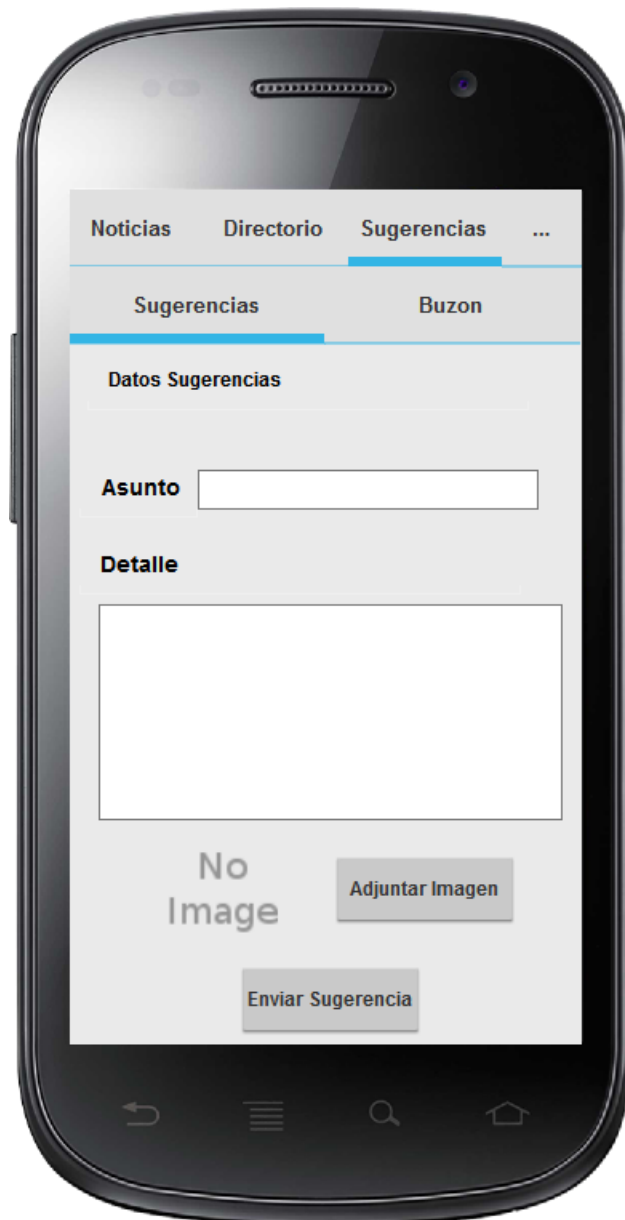 Noticias Directorio Sugerencias ...
Sugerencias Buzon
Datos Sugerencias
Asunto
Detalle
No
Image
Adjuntar Imagen
Enviar Sugerencia